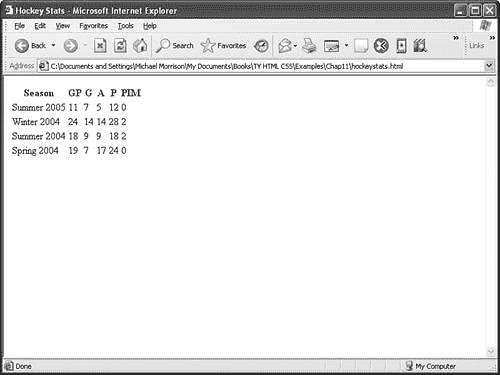 Hockey Stats - Microsoft Internet Explorer
File Edit View Favorites Tools Help
Back Search Favorites Links
Address C:\Documents and Settings\Michael Morrison\My Documents\Books\TY HTML CSS\Examples\Chap11\hockeystats.html
Season GP G A P PIM
Summer 2005 11 7 5 12 0
Winter 2004 24 14 14 28 2
Summer 2004 18 9 9 18 2
Spring 2004 19 7 17 24 0
Done My Computer